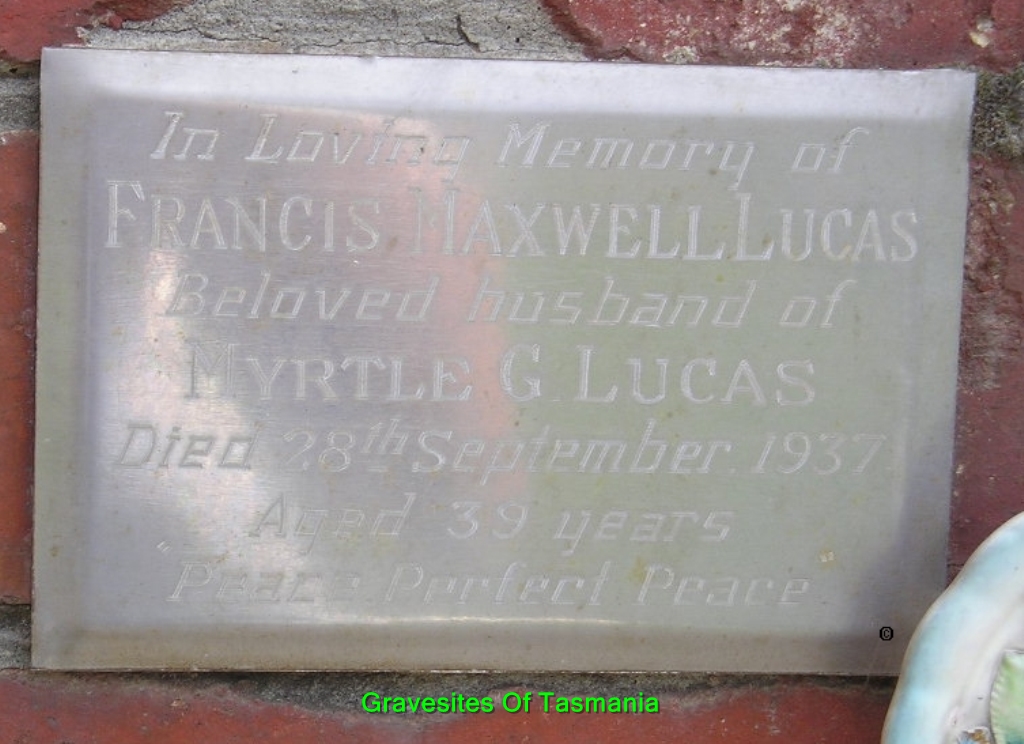 In Loving Memory of
FRANCIS MAXWELL LUCAS
Beloved husband of
MYRTLE G. LUCAS
Died 28th September. 1937.
Aged 39 years
"Peace Perfect Peace"
©
Gravesites Of Tasmania